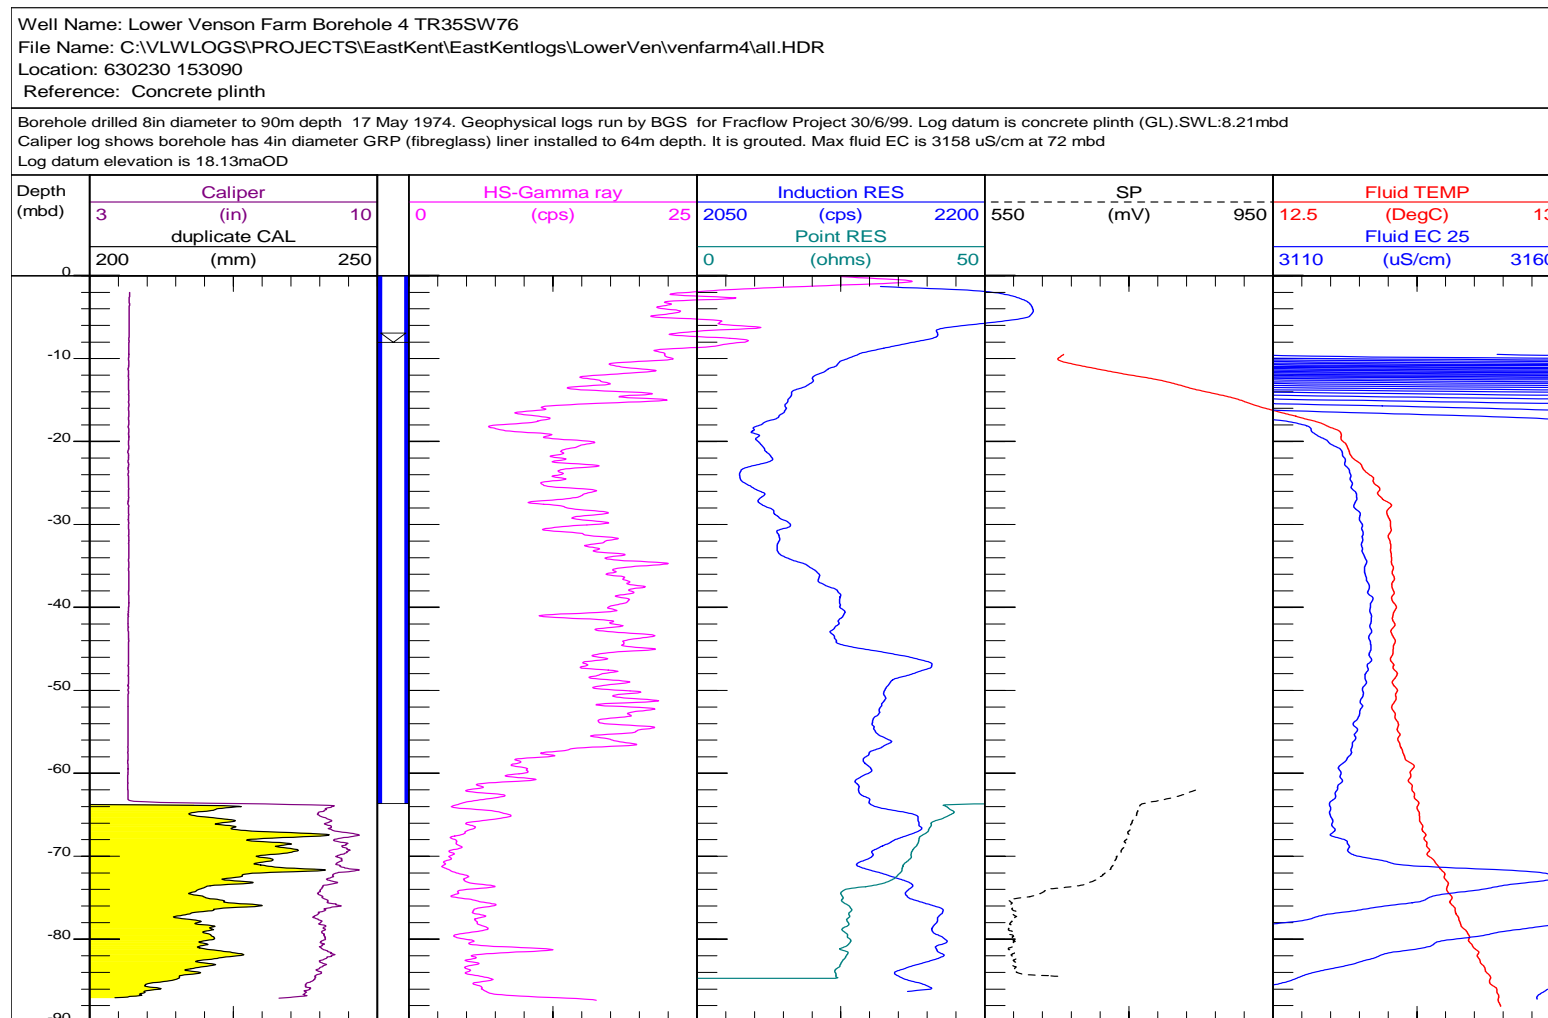 Well Name: Lower Venson Farm Borehole 4 TR35SW76
File Name: C:\VLWLOGS\PROJECTS\EastKent\EastKentlogs\LowerVen\venfarm4\all.HDR
Location: 630230 153090
Reference: Concrete plinth
Borehole drilled 8in diameter to 90m depth 17 May 1974. Geophysical logs run by BGS for Fracflow Project 30/6/99. Log datum is concrete plinth (GL).SWL:8.21mbd
Caliper log shows borehole has 4in diameter GRP (fibreglass) liner installed to 64m depth. It is grouted. Max fluid EC is 3158 uS/cm at 72 mbd
Log datum elevation is 18.13maOD
Depth Caliper HS-Gamma ray Induction RES SP Fluid TEMP
(mbd) 3 (in) 10 0 (cps) 25 2050 (cps) 2200 550 (mV) 950 12.5 (DegC) 13
duplicate CAL Point RES Fluid EC 25
200 (mm) 250 0 (ohms) 50 3110 (uS/cm) 3160
0
-10
-20
-30
-40
-50
-60
-70
-80
-90